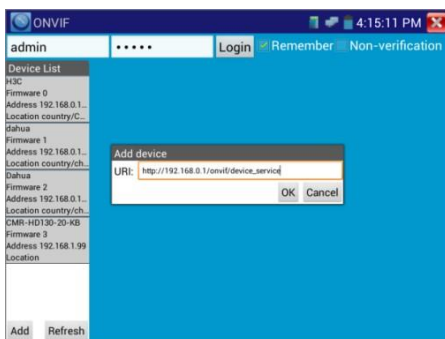 ONVIF
4:15:11 PM
admin
•••••
Login
Remember
Non-verification
Device List
H3C
Firmware 0
Address 192.168.0.1...
Location country/C...
dahua
Firmware 1
Address 192.168.0.1...
Location country/ch...
Dahua
Firmware 2
Address 192.168.0.1...
Location country/ch...
CMR-HD130-20-KB
Firmware 3
Address 192.168.1.99
Location
Add device
URI: http://192.168.0.1/onvif/device_service
OK Cancel
Add Refresh